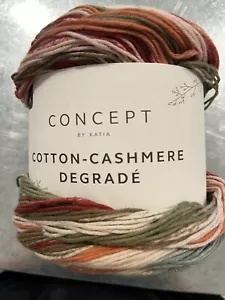 CONCEPT
BY KATIA
COTTON-CASHMERE
DEGRADÉ